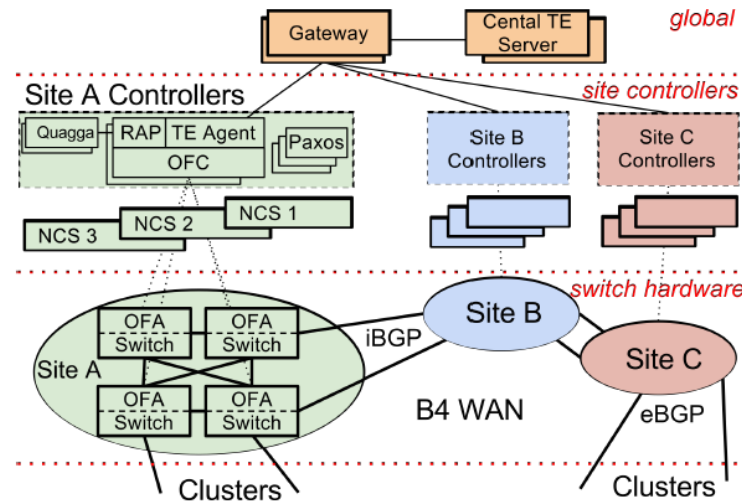 global
Gateway
Cental TE
Server
site controllers
Site A Controllers
Quagga
RAP
TE Agent
OFC
Paxos
Site B
Controllers
Site C
Controllers
NCS 1
NCS 2
NCS 3
switch hardware
OFA
Switch
OFA
Switch
Site A
OFA
Switch
OFA
Switch
iBGP
Site B
Site C
B4 WAN
eBGP
Clusters
Clusters